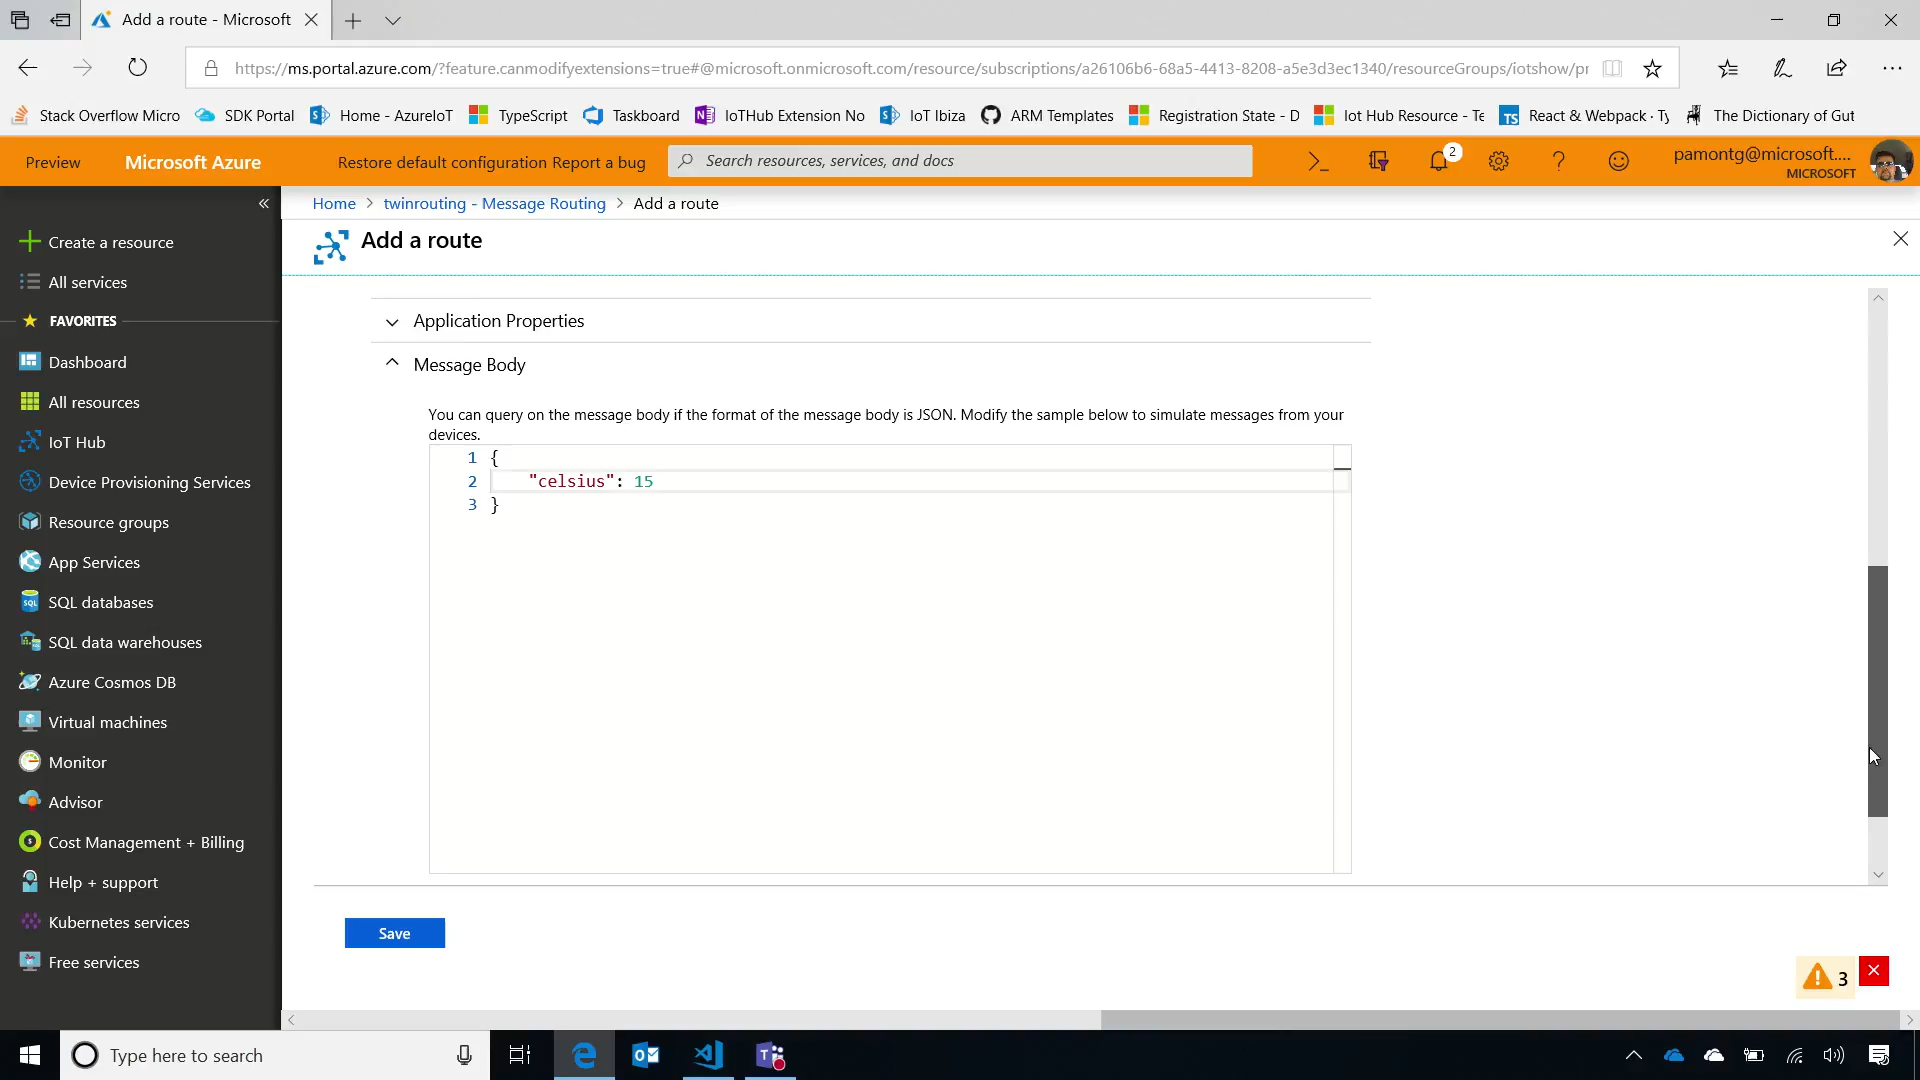 Add a route - Microsoft
https://ms.portal.azure.com/?feature.canmodifyextensions=true#@microsoft.onmicrosoft.com/resource/subscriptions/a26106b6-68a5-4413-8208-a5e3d3ec1340/resourceGroups/iotshow/pr
Stack Overflow Micro SDK Portal Home - AzureIoT TypeScript Taskboard IoTHub Extension No IoT Ibiza ARM Templates Registration State - D Iot Hub Resource - Te React & Webpack · Ty The Dictionary of Gut
Preview Microsoft Azure Restore default configuration Report a bug Search resources, services, and docs 2 pamontg@microsoft....
MICROSOFT
Home > twinrouting - Message Routing > Add a route
Add a route
Create a resource
All services
FAVORITES
Dashboard
All resources
IoT Hub
Device Provisioning Services
Resource groups
App Services
SQL databases
SQL data warehouses
Azure Cosmos DB
Virtual machines
Monitor
Advisor
Cost Management + Billing
Help + support
Kubernetes services
Free services
Application Properties
Message Body
You can query on the message body if the format of the message body is JSON. Modify the sample below to simulate messages from your
devices.
1 {
2 "celsius": 15
3 }
Save
3
Type here to search